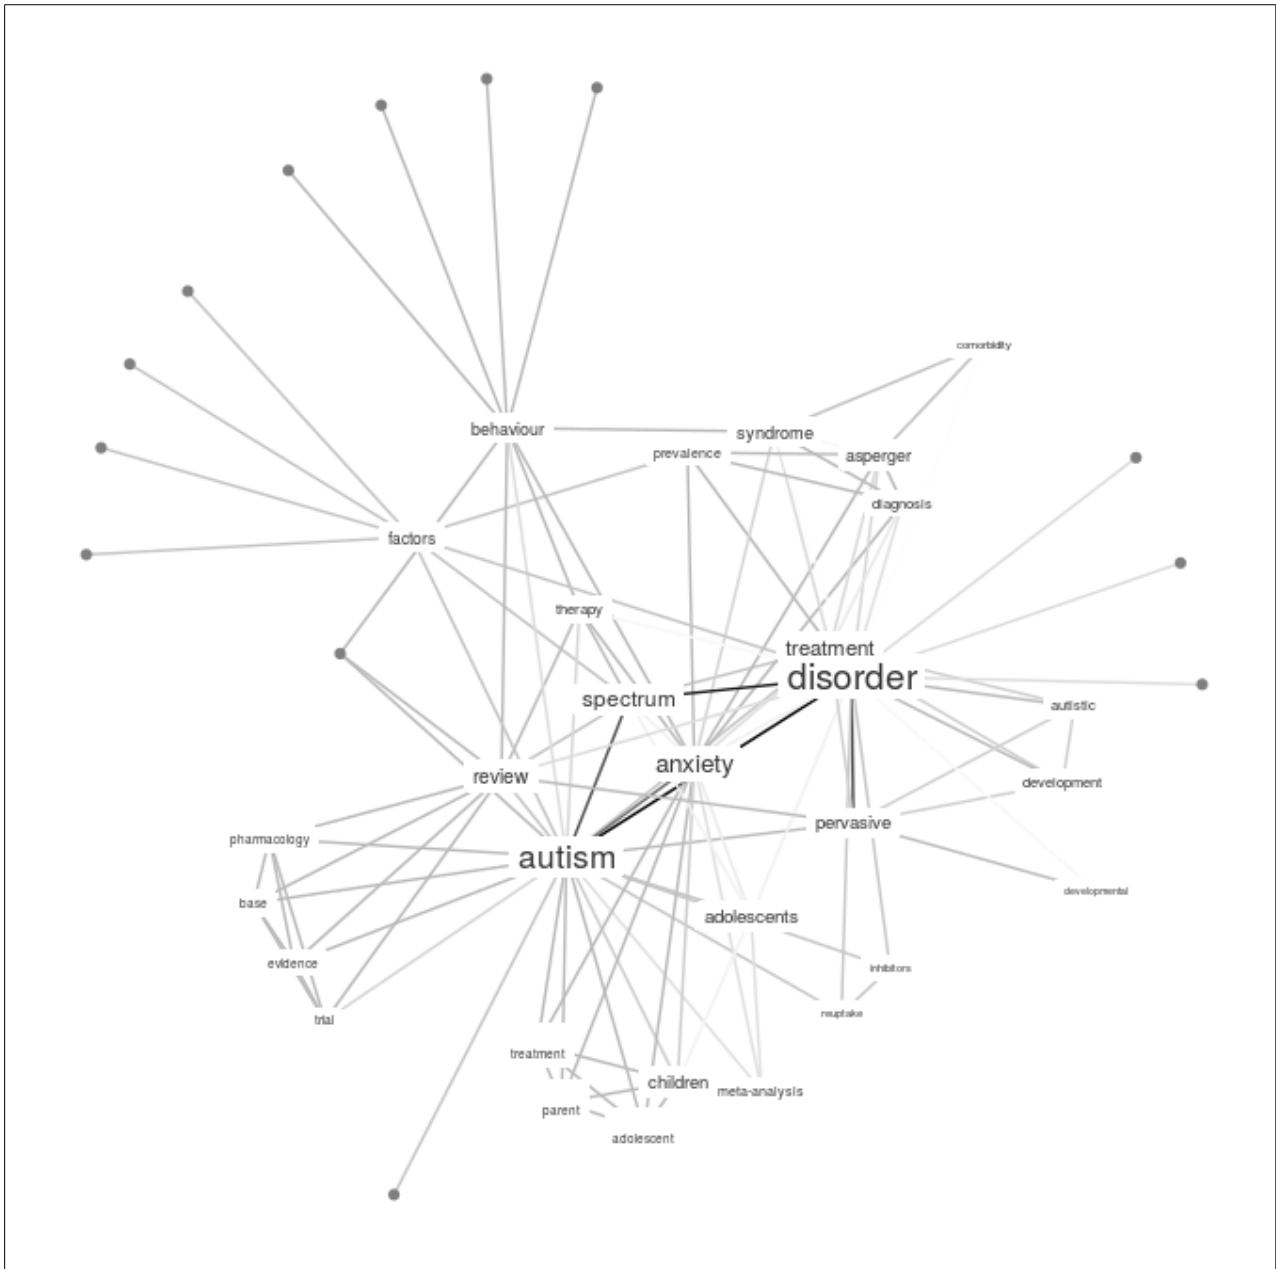 comorbidity
behaviour
syndrome
prevalence
asperger
diagnosis
factors
therapy
treatment
disorder
spectrum
autistic
anxiety
review
development
pervasive
pharmacology
autism
developmental
base
adolescents
evidence
inhibitors
reuptake
trial
treatment
children
meta-analysis
parent
adolescent